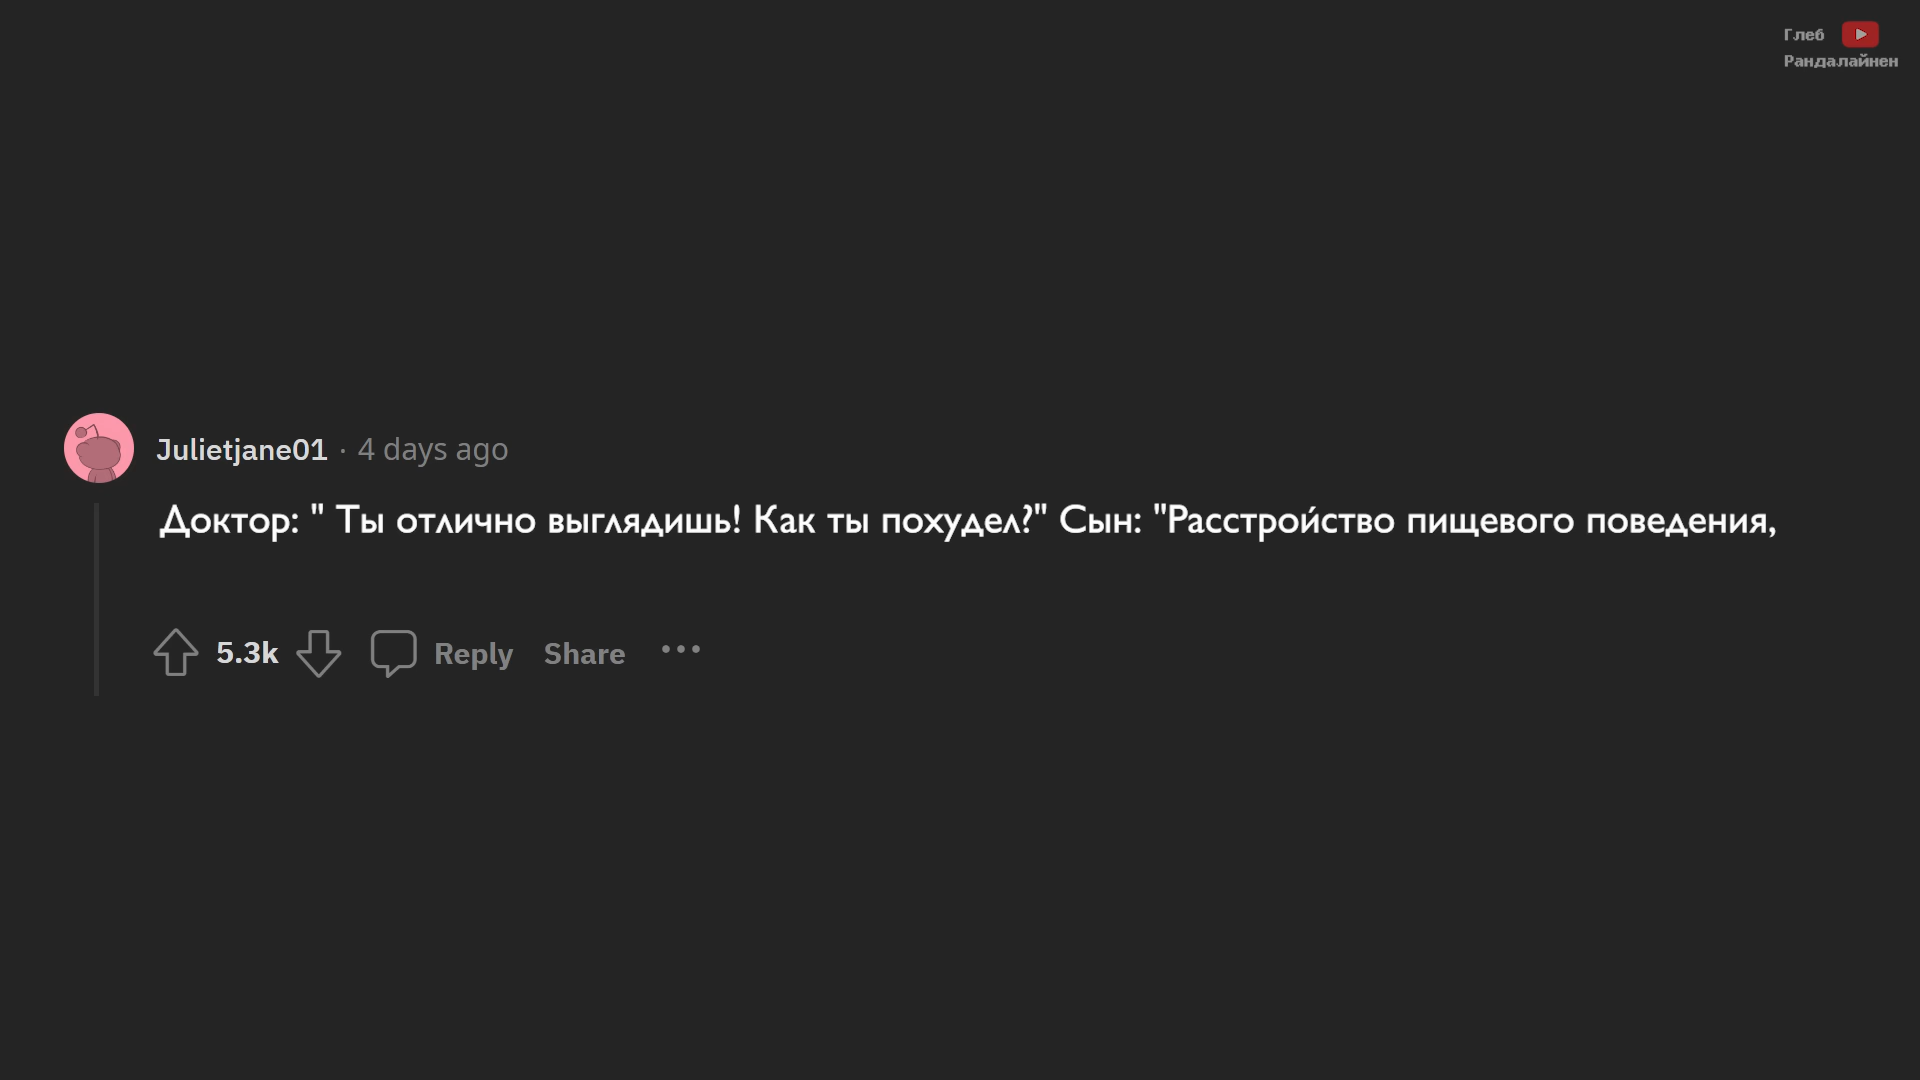 Глеб
Рандалайнен
Julietjane01 · 4 days ago
Доктор: " Ты отлично выглядишь! Как ты похудел?" Сын: "Расстройство пищевого поведения,
5.3k Reply Share ...